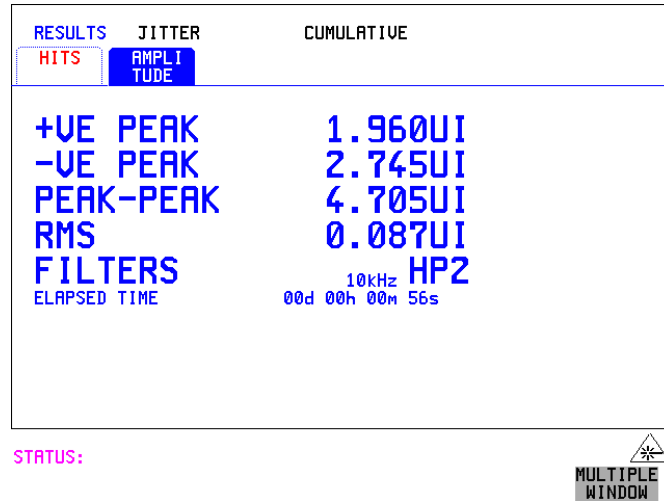 RESULTS JITTER CUMULATIVE
HITS
AMPLI
TUDE
+VE PEAK 1.960UI
-VE PEAK 2.745UI
PEAK-PEAK 4.705UI
RMS 0.087UI
FILTERS 10kHz HP2
ELAPSED TIME 00d 00h 00m 56s
STATUS:
MULTIPLE
WINDOW